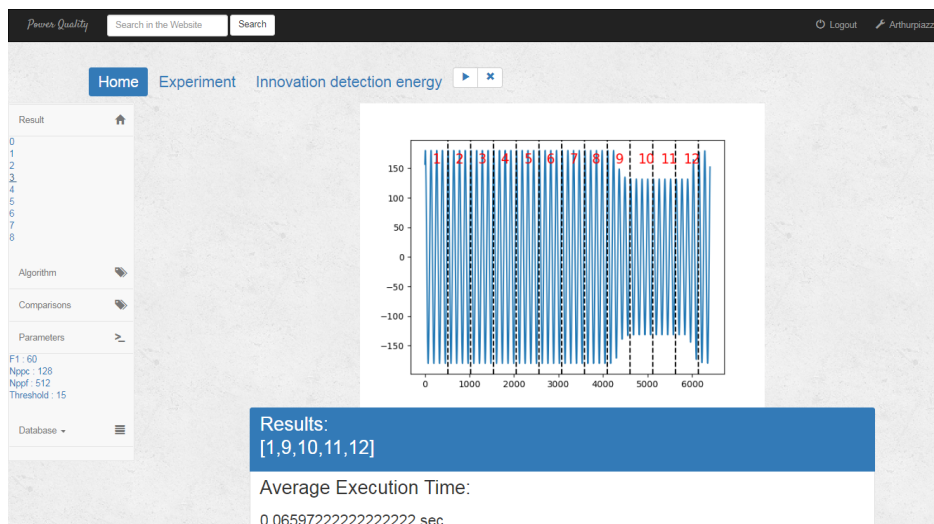 Power Quality
Search in the Website
Search
Logout
Arthurpiazz
Home
Experiment
Innovation detection energy
Result
0
1
2
3
4
5
6
7
8
Algorithm
Comparisons
Parameters
F1 : 60
Nppc : 128
Nppf : 512
Threshold : 15
Database
1 2 3 4 5 6 7 8 9 10 11 12
150
100
50
0
−50
−100
−150
0 1000 2000 3000 4000 5000 6000
Results:
[1,9,10,11,12]
Average Execution Time:
0.06597222222222222 sec